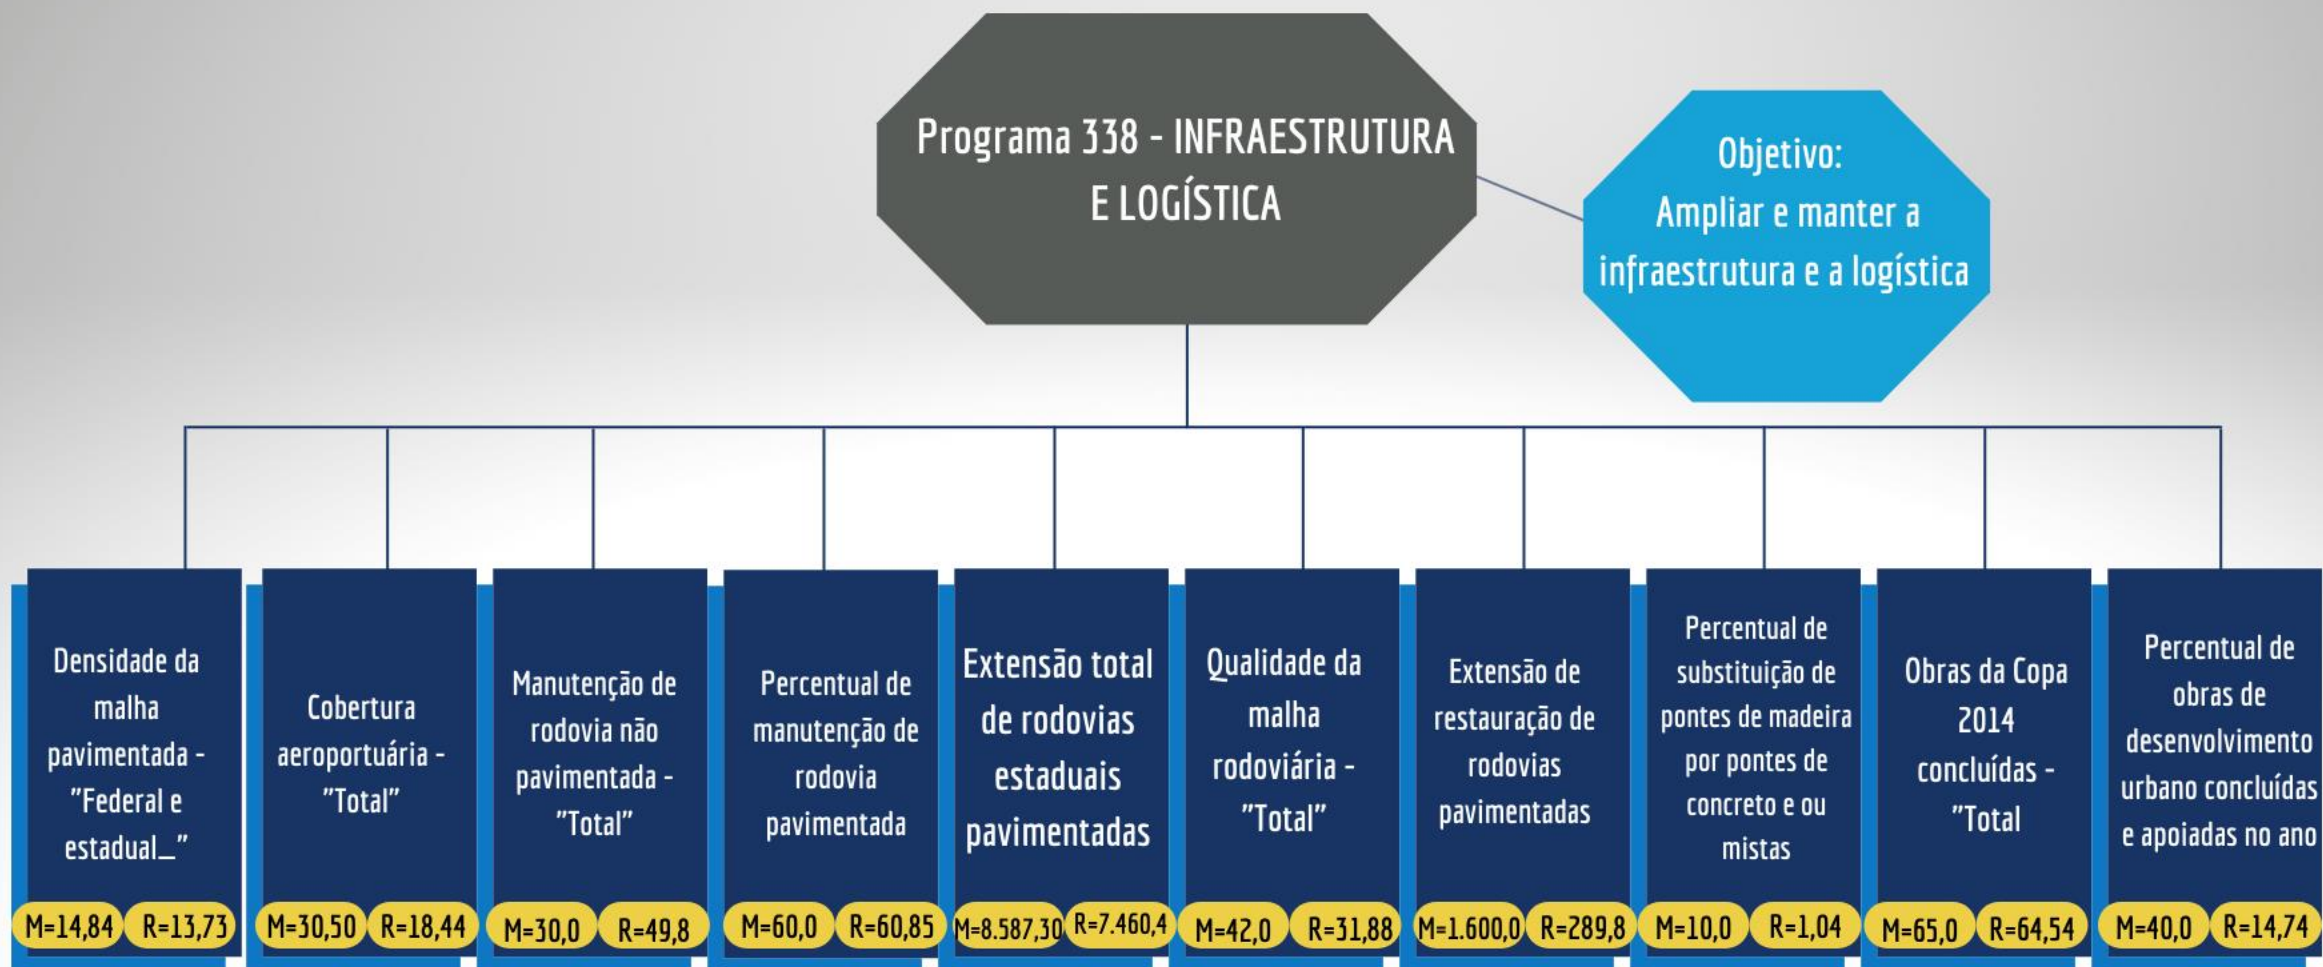 Programa 338 - INFRAESTRUTURA
E LOGÍSTICA
Objetivo:
Ampliar e manter a
infraestrutura e a logística
Densidade da
malha
pavimentada -
"Federal e
estadual_"
M=14,84 R=13,73
Cobertura
aeroportuária -
"Total"
M=30,50 R=18,44
Manutenção de
rodovia não
pavimentada -
"Total"
M=30,0 R=49,8
Percentual de
manutenção de
rodovia
pavimentada
M=60,0 R=60,85
Extensão total
de rodovias
estaduais
pavimentadas
M=8.587,30 R=7.460,4
Qualidade da
malha
rodoviária -
"Total"
M=42,0 R=31,88
Extensão de
restauração de
rodovias
pavimentadas
M=1.600,0 R=289,8
Percentual de
substituição de
pontes de madeira
por pontes de
concreto e ou
mistas
M=10,0 R=1,04
Obras da Copa
2014
concluídas -
"Total
M=65,0 R=64,54
Percentual de
obras de
desenvolvimento
urbano concluídas
e apoiadas no ano
M=40,0 R=14,74